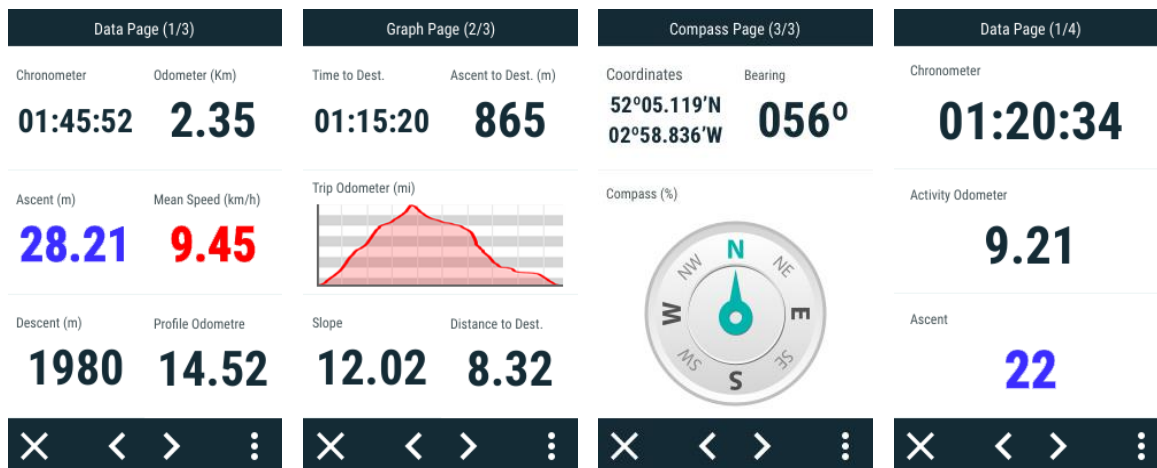 Data Page (1/3)
Chronometer Odometer (Km)
01:45:52 2.35
Ascent (m) Mean Speed (km/h)
28.21 9.45
Descent (m) Profile Odometre
1980 14.52
Graph Page (2/3)
Time to Dest. Ascent to Dest. (m)
01:15:20 865
Trip Odometer (mi)
Slope Distance to Dest.
12.02 8.32
Compass Page (3/3)
Coordinates Bearing
52º05.119’N
02º58.836’W
056º
Compass (%)
N
NW NE
W E
SW SE
S
Data Page (1/4)
Chronometer
01:20:34
Activity Odometer
9.21
Ascent
22